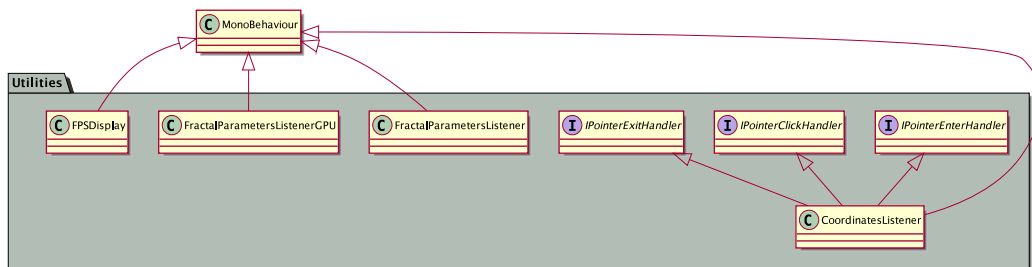 C MonoBehaviour
Utilities
C FPSDisplay
C FractalParametersListenerGPU
C FractalParametersListener
I IPointerExitHandler
I IPointerClickHandler
I IPointerEnterHandler
C CoordinatesListener